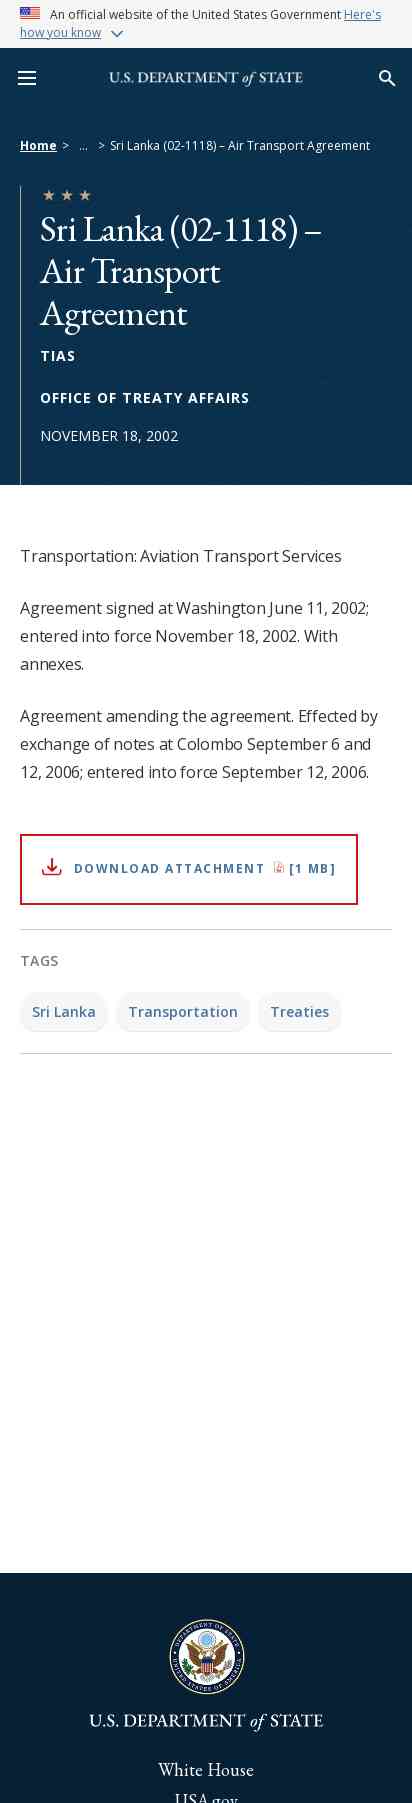 An official website of the United States Government Here's
how you know
U.S. DEPARTMENT of STATE
Home > ... > Sri Lanka (02-1118) – Air Transport Agreement
Sri Lanka (02-1118) –
Air Transport
Agreement
TIAS
OFFICE OF TREATY AFFAIRS
NOVEMBER 18, 2002
Transportation: Aviation Transport Services
Agreement signed at Washington June 11, 2002;
entered into force November 18, 2002. With
annexes.
Agreement amending the agreement. Effected by
exchange of notes at Colombo September 6 and
12, 2006; entered into force September 12, 2006.
DOWNLOAD ATTACHMENT [1 MB]
TAGS
Sri Lanka Transportation Treaties
DEPARTMENT OF STATE
UNITED STATES OF AMERICA
U.S. DEPARTMENT of STATE
White House
USA.gov